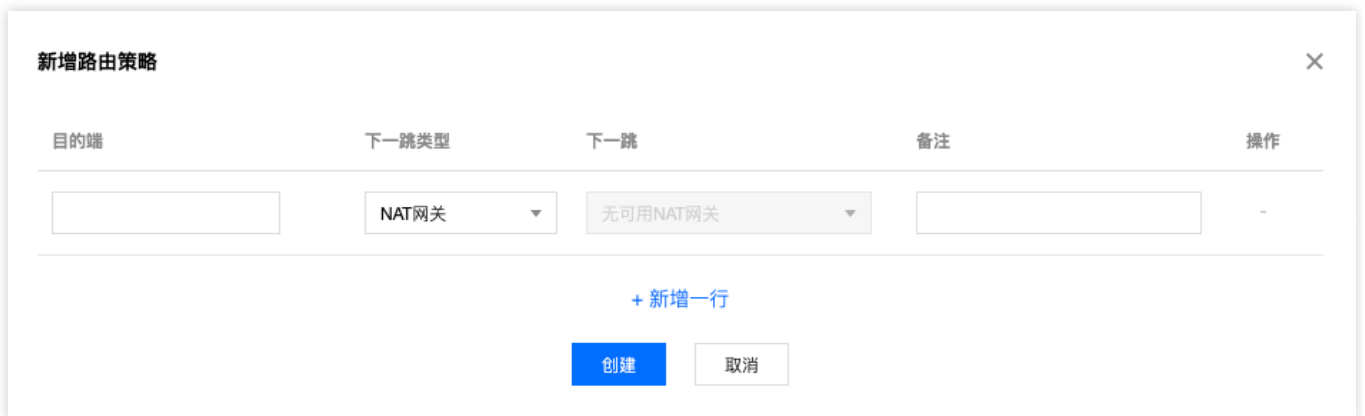 新增路由策略
目的端 下一跳类型 下一跳 备注 操作
NAT网关 无可用NAT网关 -
+ 新增一行
创建 取消